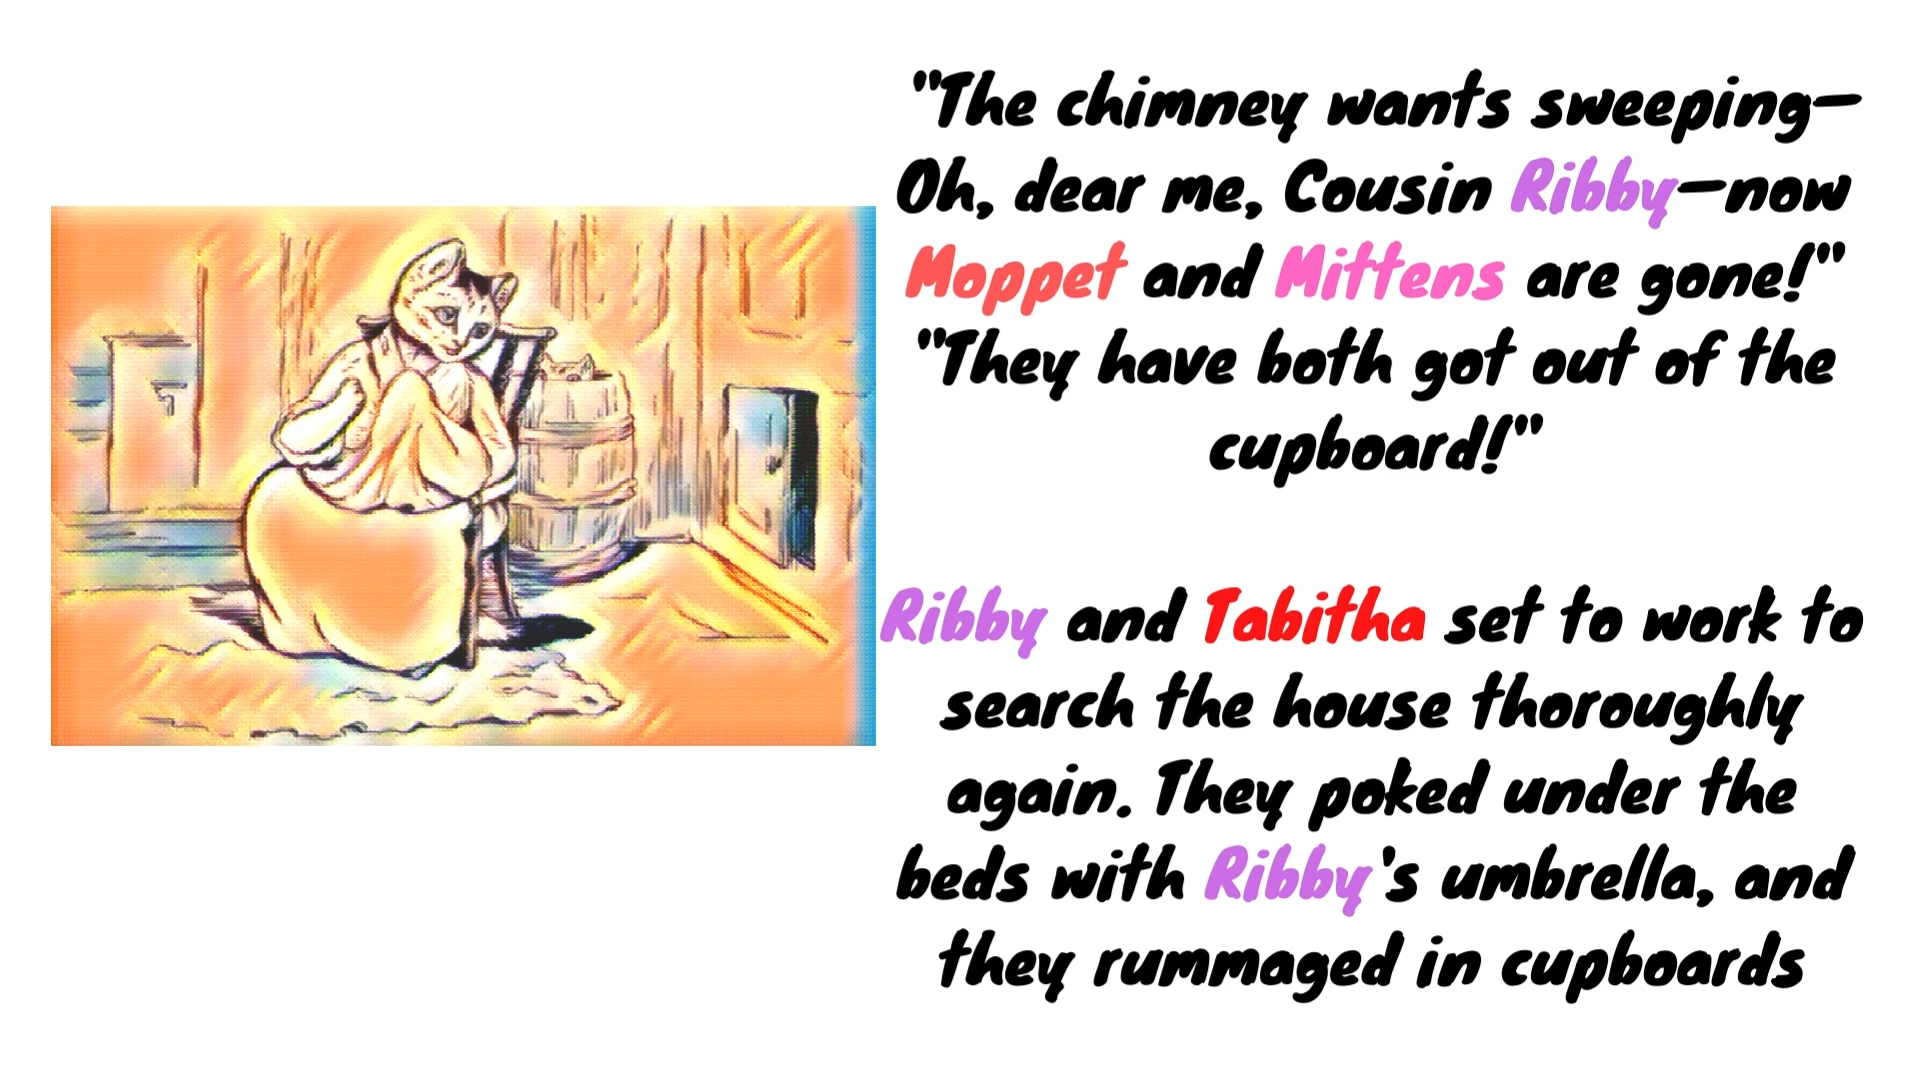 "The chimney wants sweeping—
Oh, dear me, Cousin Ribby—now
Moppet and Mittens are gone!"
"They have both got out of the
cupboard!"
Ribby and Tabitha set to work to
search the house thoroughly
again. They poked under the
beds with Ribby's umbrella, and
they rummaged in cupboards